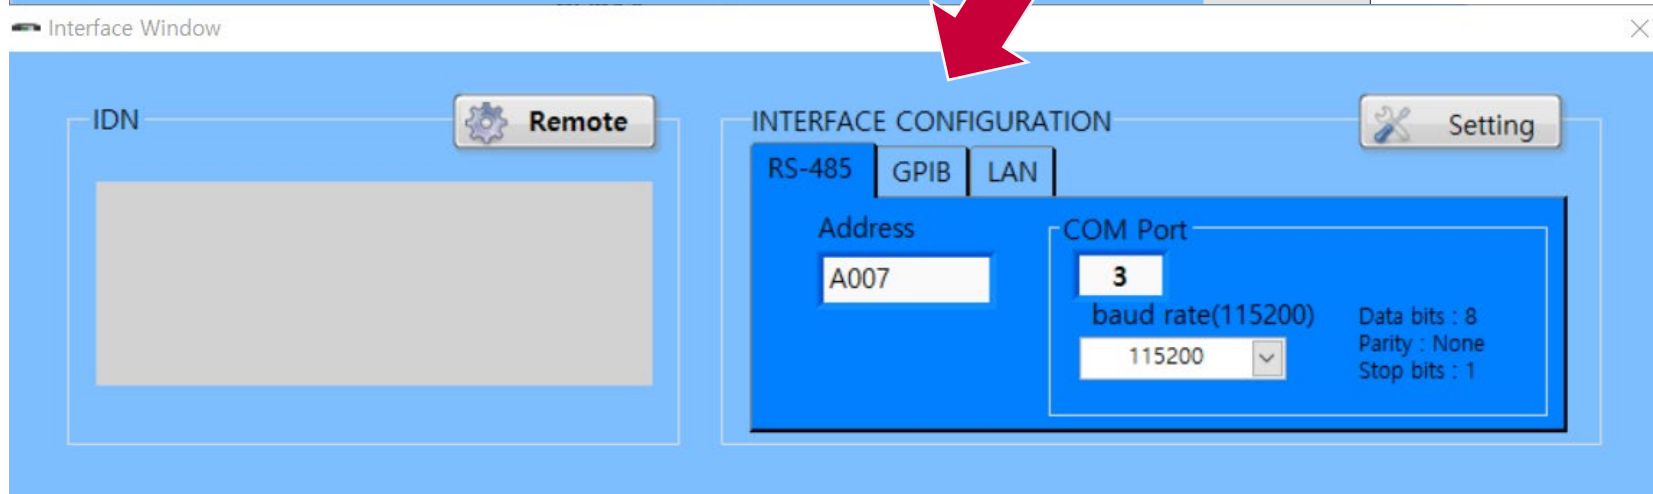 Interface Window
IDN
Remote
INTERFACE CONFIGURATION
Setting
RS-485
GPIB
LAN
Address
A007
COM Port
3
baud rate(115200)
115200
Data bits : 8
Parity : None
Stop bits : 1